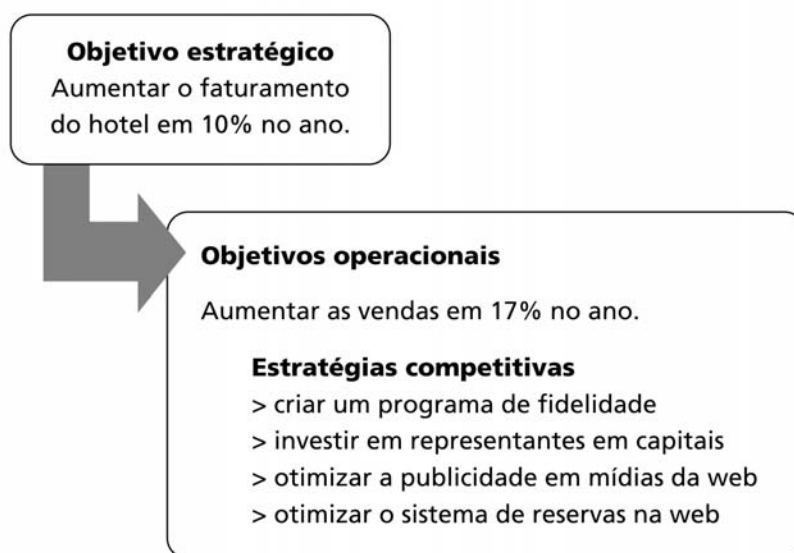 Objetivo estratégico
Aumentar o faturamento
do hotel em 10% no ano.
Objetivos operacionais
Aumentar as vendas em 17% no ano.
Estratégias competitivas
> criar um programa de fidelidade
> investir em representantes em capitais
> otimizar a publicidade em mídias da web
> otimizar o sistema de reservas na web